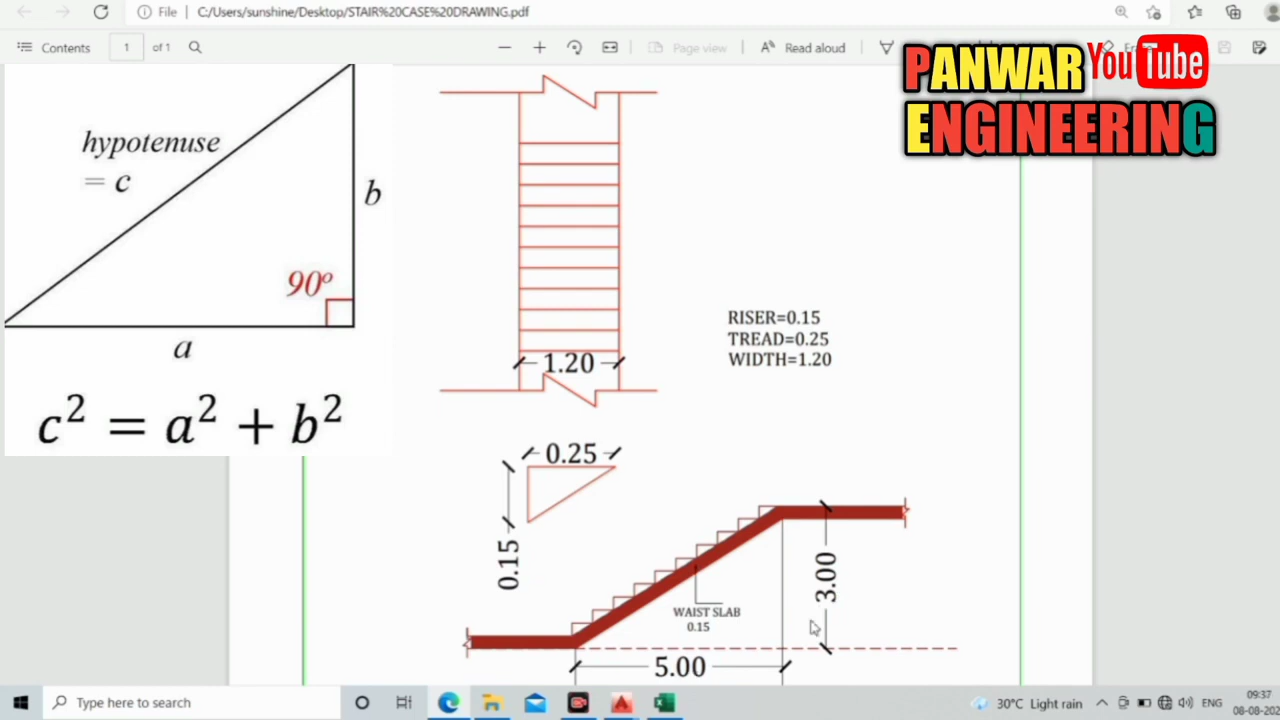 File C:/Users/sunshine/Desktop/STAIR%20CASE%20DRAWING.pdf
Contents 1 of 1 Page view Read aloud
PANWAR YouTube
ENGINEERING
hypotenuse
= c
b
90°
a
c² = a² + b²
1.20
RISER=0.15
TREAD=0.25
WIDTH=1.20
0.25
0.15
WAIST SLAB
0.15
3.00
5.00
Type here to search 30°C Light rain ENG 09:37